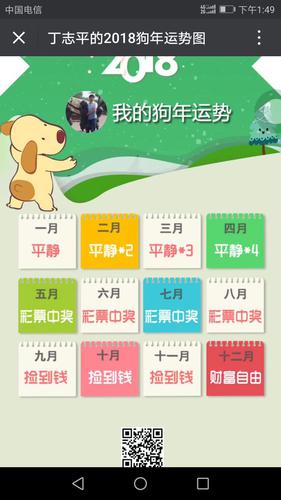 中国电信 下午1:49
丁志平的2018狗年运势图
2018
我的狗年运势
一月 二月 三月 四月
平静 平静*2 平静*3 平静*4
五月 六月 七月 八月
彩票中奖 彩票中奖 彩票中奖 彩票中奖
九月 十月 十一月 十二月
捡到钱 捡到钱 捡到钱 财富自由